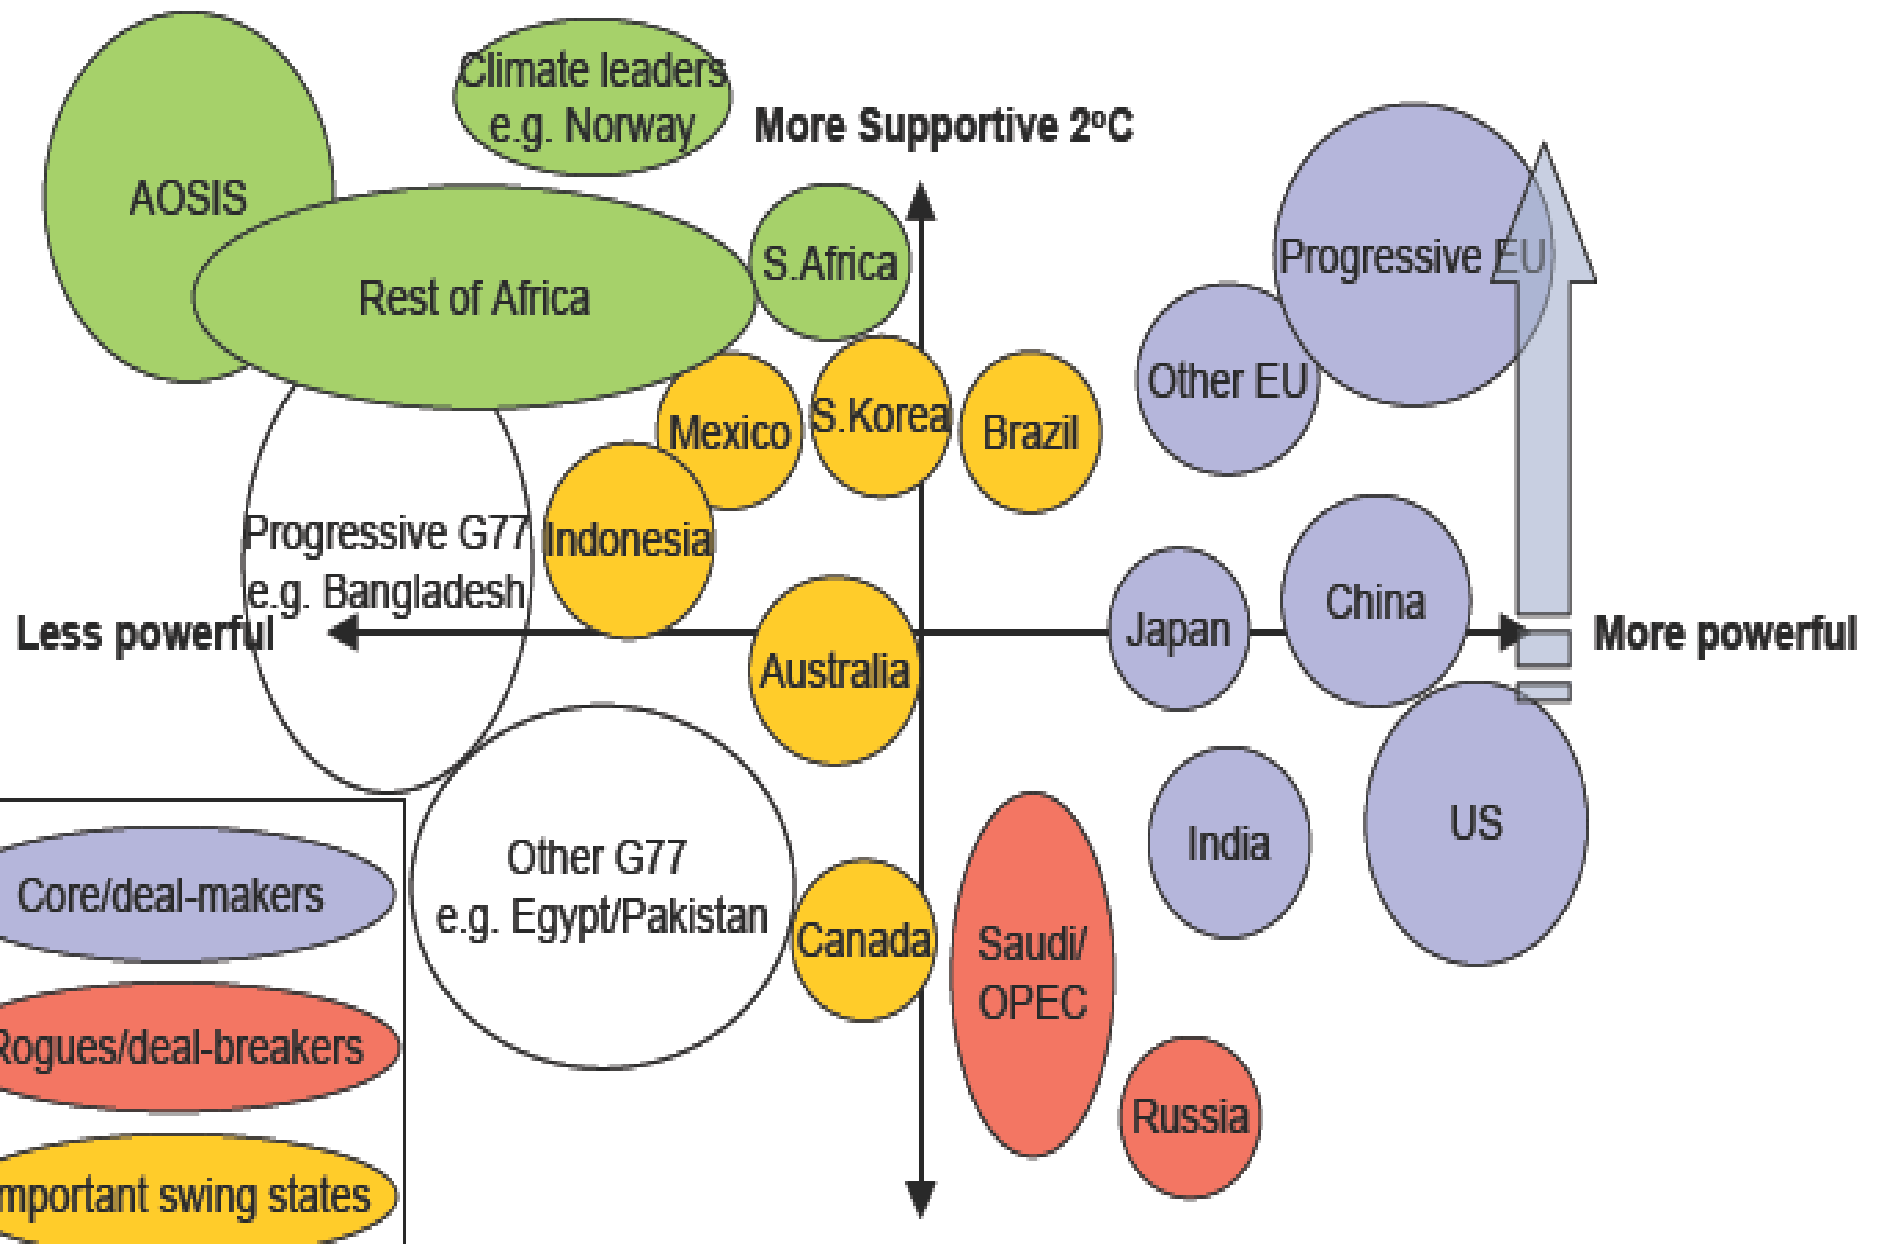 Climate leaders
e.g. Norway
More Supportive 2ºC
AOSIS
Progressive EU
S.Africa
Rest of Africa
Other EU
Mexico
S.Korea
Brazil
Progressive G77
e.g. Bangladesh
Indonesia
China
Less powerful
Japan
More powerful
Australia
US
India
Other G77
e.g. Egypt/Pakistan
Canada
Saudi/
OPEC
Russia
Core/deal-makers
Rogues/deal-breakers
mportant swing states